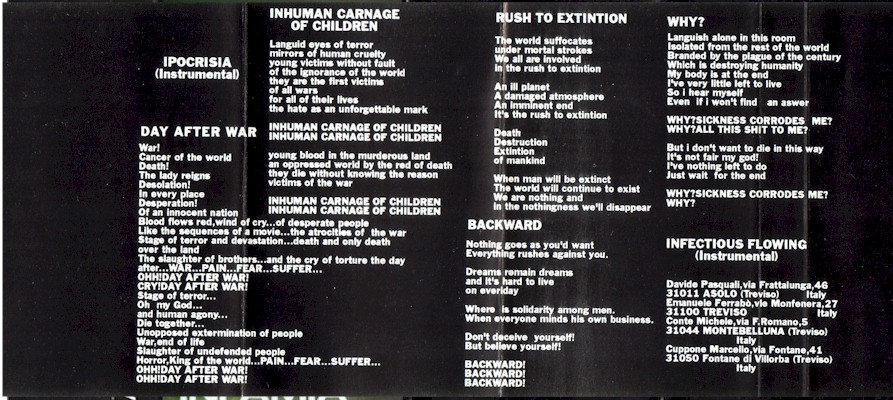 IPOCRISIA
(Instrumental)
DAY AFTER WAR
War!
Cancer of the world
Death!
The lady reigns
Desolation!
In every place
Desperation!
Of an innocent nation
Blood flows red,wind of cry...of desperate people
Like the sequences of a movie...the atrocities of the war
Stage of terror and devastation...death and only death
over the land
The slaughter of brothers...and the cry of torture the day
after...WAR...PAIN...FEAR...SUFFER...
OHH!DAY AFTER WAR!
CRY!DAY AFTER WAR!
Stage of terror...
Oh my God...
and human agony...
Die together...
Unopposed extermination of people
War,end of life
Slaughter of undefended people
Horror,King of the world...PAIN...FEAR...SUFFER...
OHH!DAY AFTER WAR!
OHH!DAY AFTER WAR!
INHUMAN CARNAGE
OF CHILDREN
Languid eyes of terror
mirrors of human cruelty
young victims without fault
of the ignorance of the world
they are the first victims
of all wars
for all of their lives
the hate as an unforgettable mark
INHUMAN CARNAGE OF CHILDREN
INHUMAN CARNAGE OF CHILDREN
young blood in the murderous land
an oppressed world by the red of death
they die without knowing the reason
victims of the war
INHUMAN CARNAGE OF CHILDREN
INHUMAN CARNAGE OF CHILDREN
RUSH TO EXTINTION
The world suffocates
under mortal strokes
We all are involved
in the rush to extintion
An ill planet
A damaged atmosphere
An imminent end
It's the rush to extintion
Death
Destruction
Extintion
of mankind
When man will be extinct
The world will continue to exist
We are nothing and
in the nothingness we'll disappear
BACKWARD
Nothing goes as you'd want
Everything rushes against you.
Dreams remain dreams
and it's hard to live
on everiday
Where is solidarity among men.
When everyone minds his own business.
Don't deceive yourself!
But believe yourself!
BACKWARD!
BACKWARD!
BACKWARD!
WHY?
Languish alone in this room
Isolated from the rest of the world
Branded by the plague of the century
Which is destroying humanity
My body is at the end
I've very little left to live
So i hear myself
Even if i won't find an aswer
WHY?SICKNESS CORRODES ME?
WHY?ALL THIS SHIT TO ME?
But i don't want to die in this way
It's not fair my god!
I've nothing left to do
Just wait for the end
WHY?SICKNESS CORRODES ME?
WHY?
INFECTIOUS FLOWING
(Instrumental)
Davide Pasquali,via Frattalunga,46
31011 ASOLO (Treviso) Italy
Emanuele Ferrabò,vie Monfenera,27
31100 TREVISO Italy
Conte Michele,via F.Romano,5
31044 MONTEBELLUNA (Treviso)
Italy
Cuppone Marcello,via Fontane,41
31050 Fontane di Villorba (Treviso)
Italy